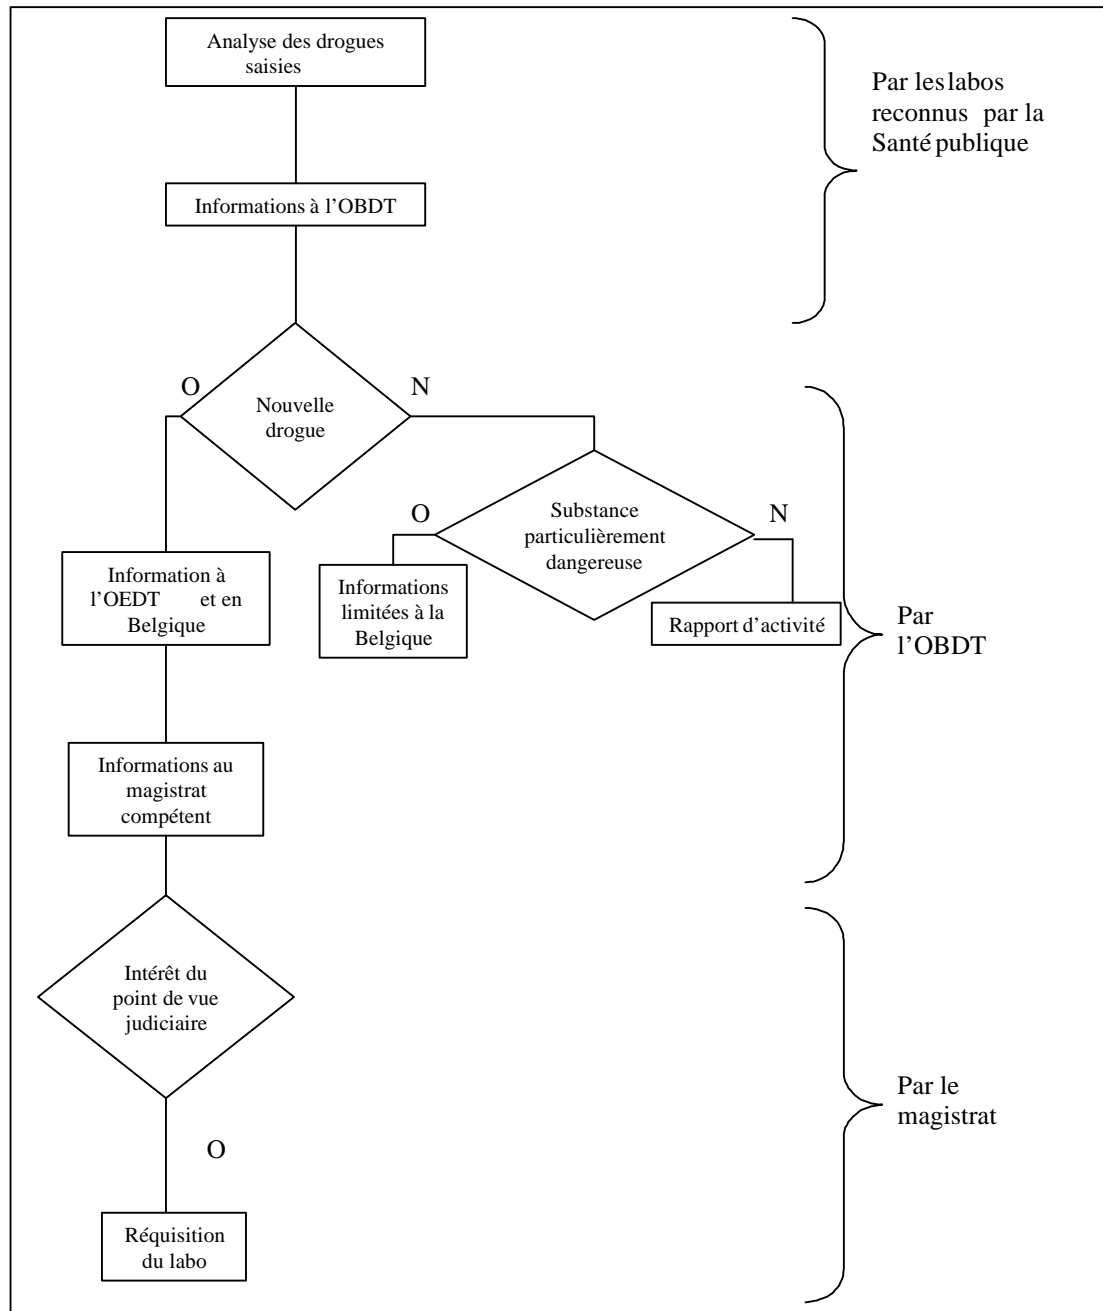 Analyse des drogues
saisies
Par les labos
reconnus par la
Santé publique
Informations à l’OBDT
O
N
Nouvelle
drogue
O
N
Substance
particulièrement
dangereuse
Information à
l’OEDT et en
Belgique
Informations
limitées à la
Belgique
Rapport d’activité
Par
l’OBDT
Informations au
magistrat
compétent
Intérêt du
point de vue
judiciaire
Par le
magistrat
O
Réquisition
du labo